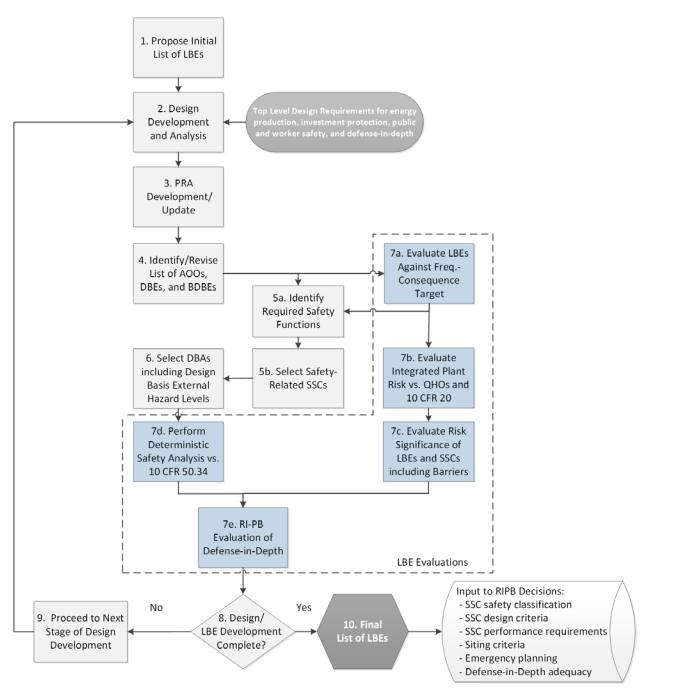 1. Propose Initial
List of LBEs
2. Design
Development
and Analysis
Top Level Design Requirements for energy
production, investment protection, public
and worker safety, and defense-in-depth
3. PRA
Development/
Update
4. Identify/Revise
List of AOOs,
DBEs, and BDBEs
7a. Evaluate LBEs
Against Freq.-
Consequence
Target
5a. Identify
Required Safety
Functions
6. Select DBAs
including Design
Basis External
Hazard Levels
5b. Select Safety-
Related SSCs
7b. Evaluate
Integrated Plant
Risk vs. QHOs and
10 CFR 20
7d. Perform
Deterministic
Safety Analysis vs.
10 CFR 50.34
7c. Evaluate Risk
Significance of
LBEs and SSCs
including Barriers
7e. RI-PB
Evaluation of
Defense-in-Depth
LBE Evaluations
9. Proceed to Next
Stage of Design
Development
No
8. Design/
LBE Development
Complete?
Yes
10. Final
List of LBEs
Input to RIPB Decisions:
- SSC safety classification
- SSC design criteria
- SSC performance requirements
- Siting criteria
- Emergency planning
- Defense-in-Depth adequacy